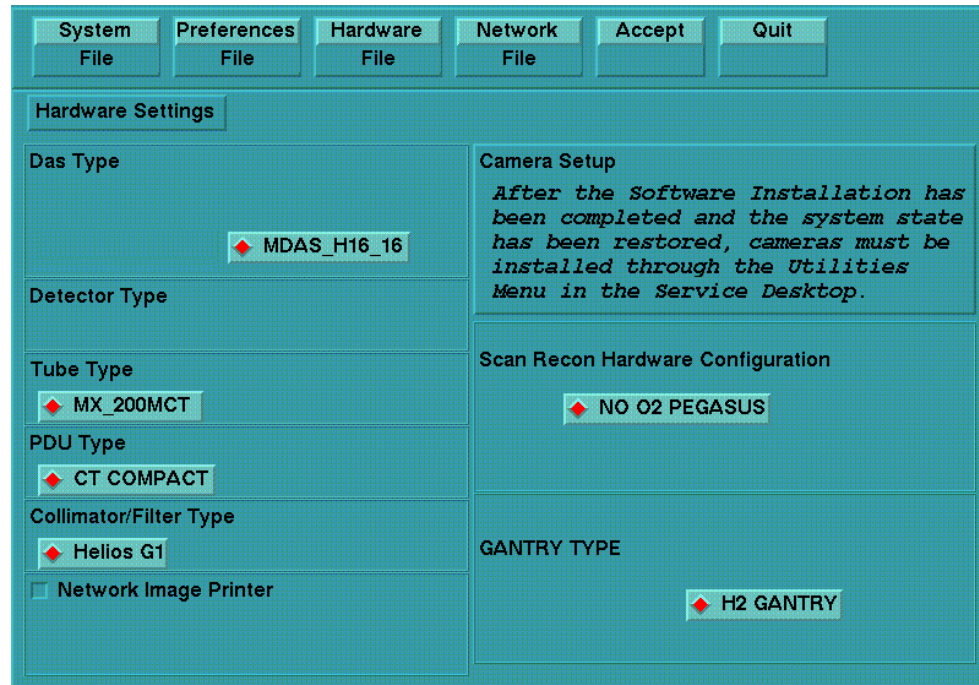 System Preferences Hardware Network Accept Quit
File File File File
Hardware Settings
Das Type
MDAS_H16_16
Detector Type
Tube Type
MX_200MCT
PDU Type
CT COMPACT
Collimator/Filter Type
Helios G1
Network Image Printer
Camera Setup
After the Software Installation has
been completed and the system state
has been restored, cameras must be
installed through the Utilities
Menu in the Service Desktop.
Scan Recon Hardware Configuration
NO O2 PEGASUS
GANTRY TYPE
H2 GANTRY